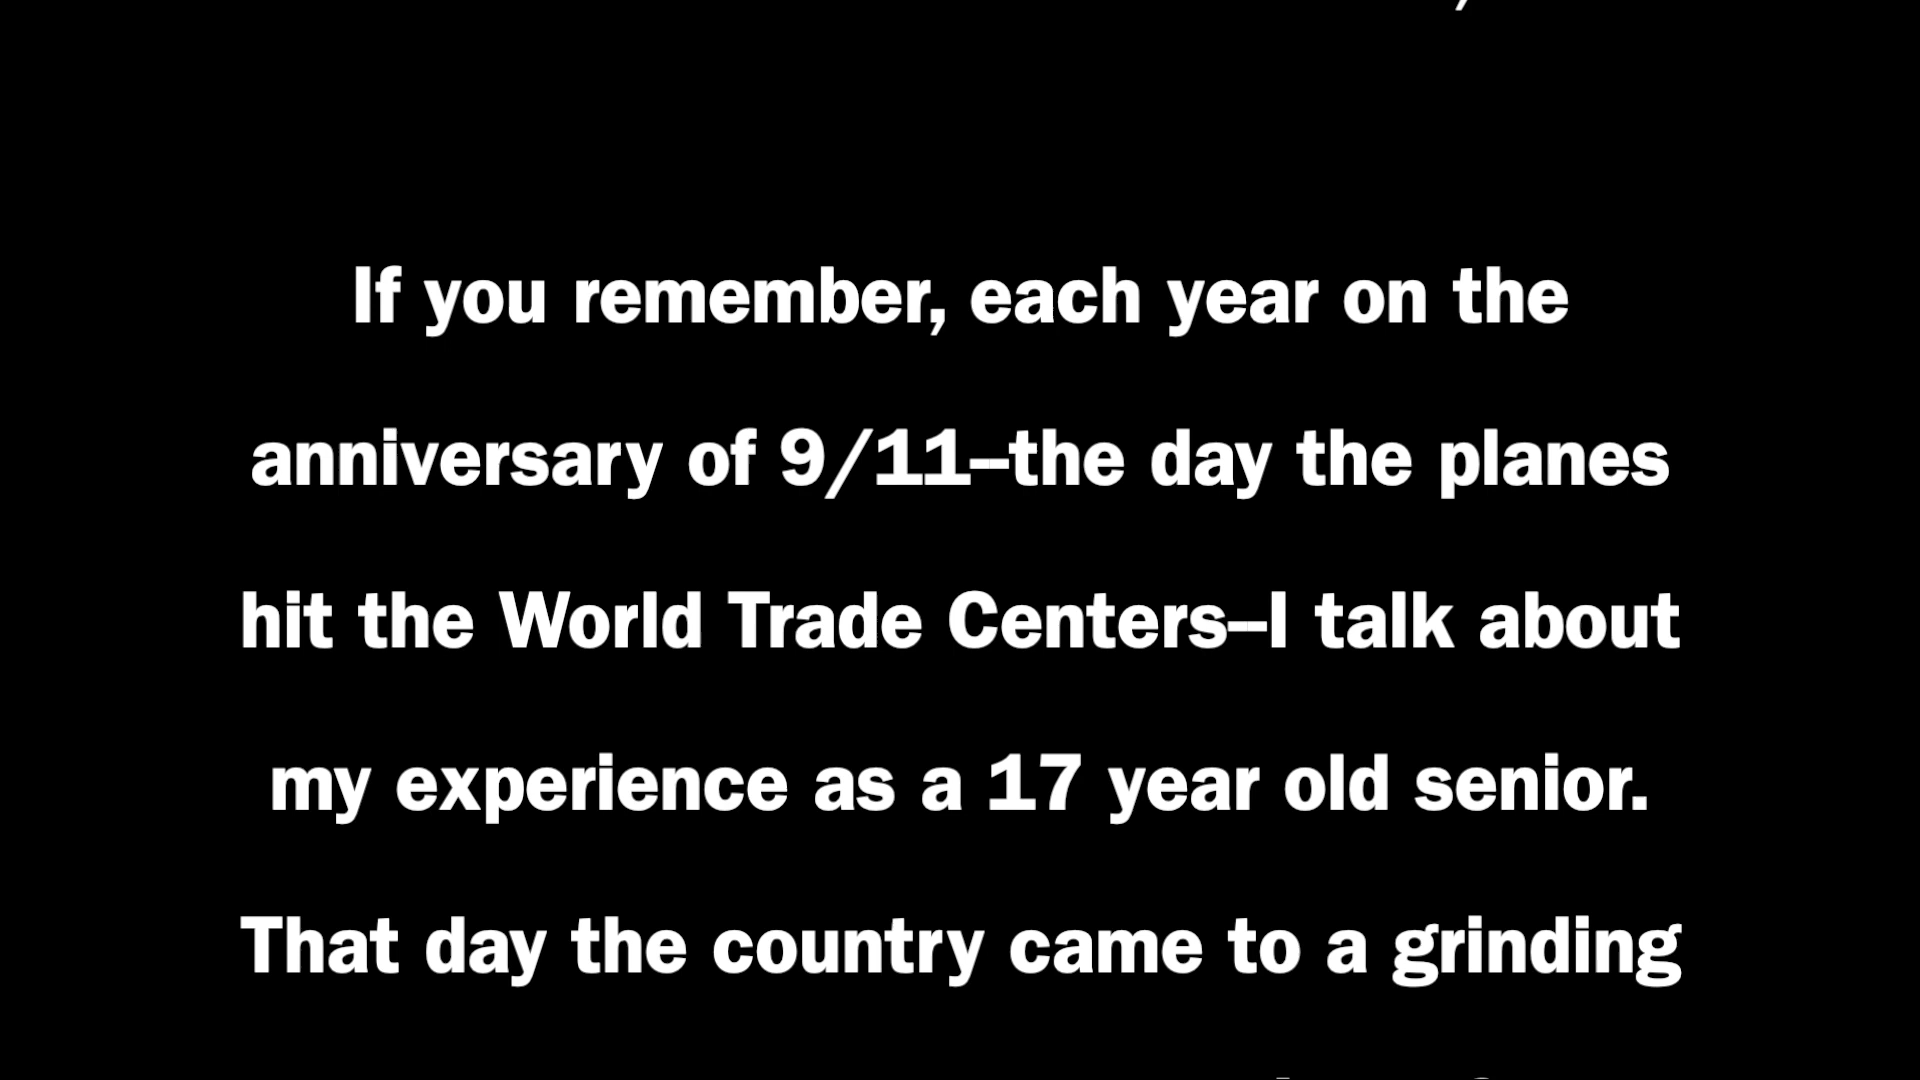 If you remember, each year on the
anniversary of 9/11--the day the planes
hit the World Trade Centers--I talk about
my experience as a 17 year old senior.
That day the country came to a grinding